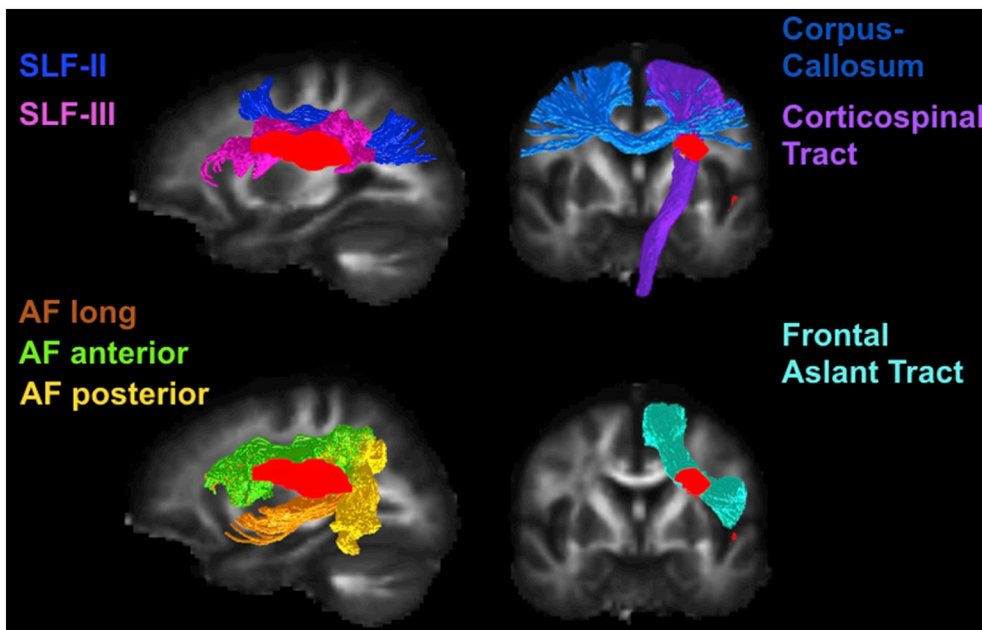 SLF-II
SLF-III
Corpus-
Callosum
Corticospinal
Tract
AF long
AF anterior
AF posterior
Frontal
Aslant Tract